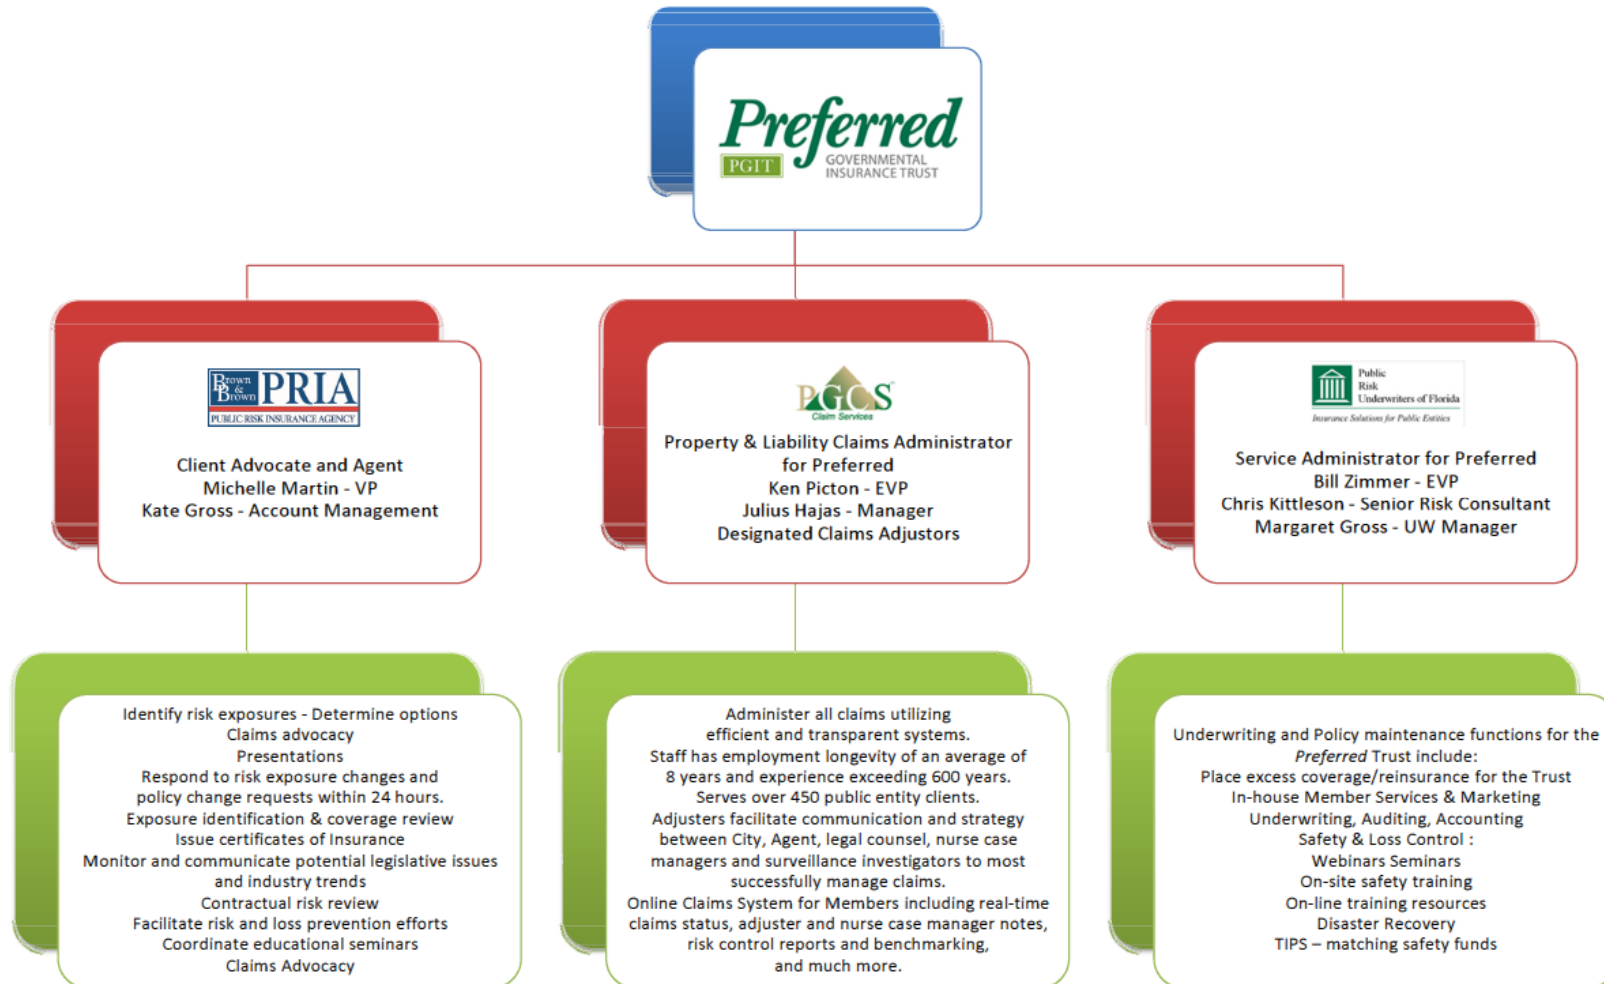 Preferred
PGIT
GOVERNMENTAL
INSURANCE TRUST
Brown
&
Brown
PRIA
PUBLIC RISK INSURANCE AGENCY
Client Advocate and Agent
Michelle Martin - VP
Kate Gross - Account Management
PGCS
Claim Services
Property & Liability Claims Administrator
for Preferred
Ken Picton - EVP
Julius Hajas - Manager
Designated Claims Adjustors
Public
Risk
Underwriters of Florida
Insurance Solutions for Public Entities
Service Administrator for Preferred
Bill Zimmer - EVP
Chris Kittleson - Senior Risk Consultant
Margaret Gross - UW Manager
Identify risk exposures - Determine options
Claims advocacy
Presentations
Respond to risk exposure changes and
policy change requests within 24 hours.
Exposure identification & coverage review
Issue certificates of Insurance
Monitor and communicate potential legislative issues
and industry trends
Contractual risk review
Facilitate risk and loss prevention efforts
Coordinate educational seminars
Claims Advocacy
Administer all claims utilizing
efficient and transparent systems.
Staff has employment longevity of an average of
8 years and experience exceeding 600 years.
Serves over 450 public entity clients.
Adjusters facilitate communication and strategy
between City, Agent, legal counsel, nurse case
managers and surveillance investigators to most
successfully manage claims.
Online Claims System for Members including real-time
claims status, adjuster and nurse case manager notes,
risk control reports and benchmarking,
and much more.
Underwriting and Policy maintenance functions for the
Preferred Trust include:
Place excess coverage/reinsurance for the Trust
In-house Member Services & Marketing
Underwriting, Auditing, Accounting
Safety & Loss Control :
Webinars Seminars
On-site safety training
On-line training resources
Disaster Recovery
TIPS – matching safety funds